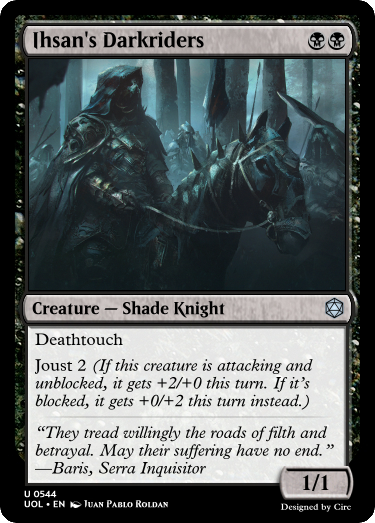 Ihsan's Darkriders
Creature — Shade Knight
Deathtouch
Joust 2 (If this creature is attacking and
unblocked, it gets +2/+0 this turn. If it's
blocked, it gets +0/+2 this turn instead.)
“They tread willingly the roads of filth and
betrayal. May their suffering have no end.”
—Baris, Serra Inquisitor
1/1
U 0544
UOL • EN Juan Pablo Roldan
Designed by Circ